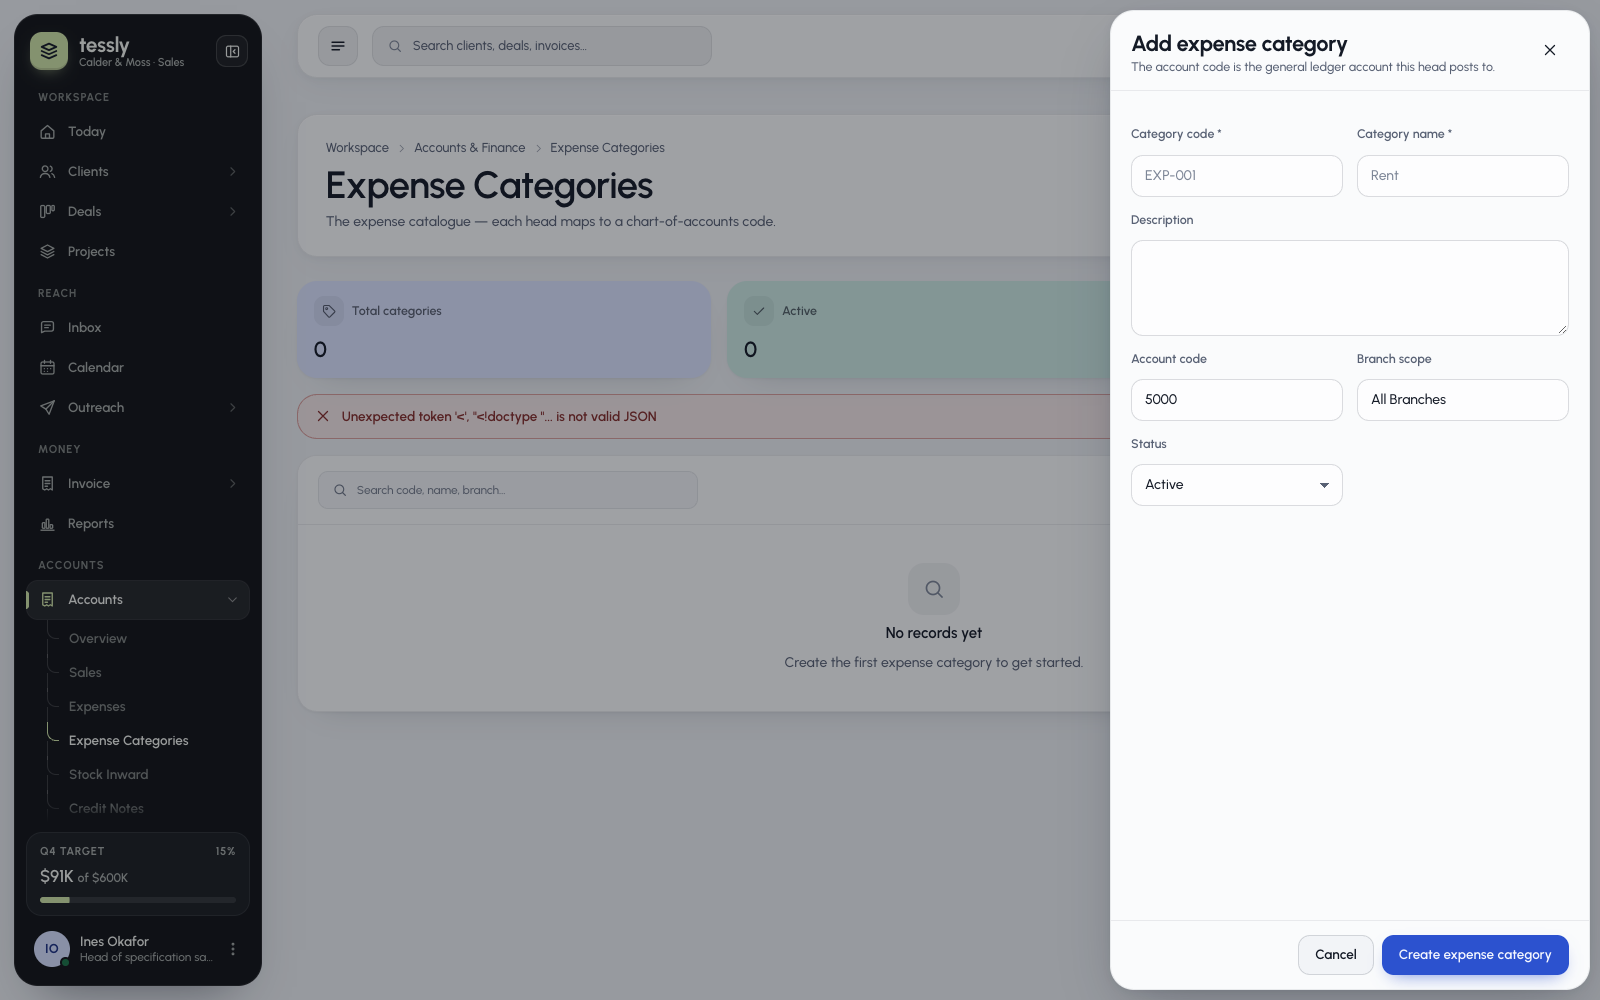 tessly
Calder & Moss · Sales
WORKSPACE
Today
Clients
Deals
Projects
REACH
Inbox
Calendar
Outreach
MONEY
Invoice
Reports
ACCOUNTS
Accounts
Overview
Sales
Expenses
Expense Categories
Stock Inward
Credit Notes
Q4 TARGET 15%
$91K of $600K
IO
Ines Okafor
Head of specification sa...
Search clients, deals, invoices...
Workspace > Accounts & Finance > Expense Categories
Expense Categories
The expense catalogue — each head maps to a chart-of-accounts code.
Total categories
0
Active
0
Unexpected token '<', "<!doctype "... is not valid JSON
Search code, name, branch...
No records yet
Create the first expense category to get started.
Add expense category
The account code is the general ledger account this head posts to.
Category code * Category name *
EXP-001 Rent
Description
Account code Branch scope
5000 All Branches
Status
Active
Cancel Create expense category